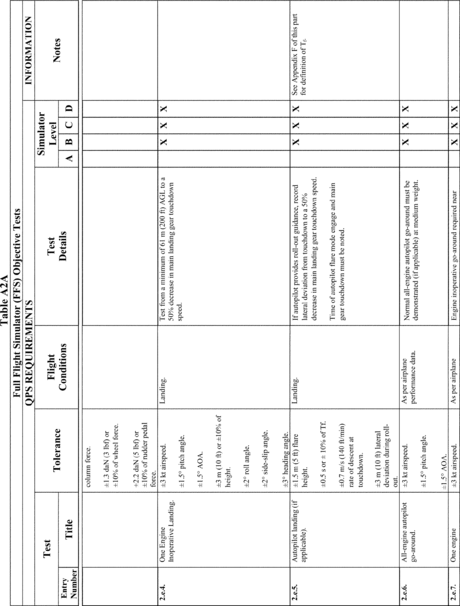 Table A2A
Full Flight Simulator (FFS) Objective Tests
QPS REQUIREMENTS
INFORMATION
Test
Tolerance
Flight
Conditions
Test
Details
Simulator
Level
Notes
Entry
Number
Title
A
B
C
D
column force.
±1.3 daN (3 lbf) or
±10% of wheel force.
±2.2 daN (5 lbf) or
±10% of rudder pedal
force.
2.e.4.
One Engine
Inoperative Landing.
±3 kt airspeed.
±1.5° pitch angle.
±1.5° AOA.
±3 m (10 ft) or ±10% of
height.
±2° roll angle.
±2° side-slip angle.
±3° heading angle.
Landing.
Test from a minimum of 61 m (200 ft) AGL to a
50% decrease in main landing gear touchdown
speed.
X
X
X
2.e.5.
Autopilot landing (if
applicable).
±1.5 m (5 ft) flare
height.
±0.5 s or ± 10% of Tf.
±0.7 m/s (140 ft/min)
rate of descent at
touchdown.
±3 m (10 ft) lateral
deviation during roll-
out.
Landing.
If autopilot provides roll-out guidance, record
lateral deviation from touchdown to a 50%
decrease in main landing gear touchdown speed.
Time of autopilot flare mode engage and main
gear touchdown must be noted.
X
X
X
See Appendix F of this part
for definition of Tf.
2.e.6.
All-engine autopilot
go-around.
±3 kt airspeed.
±1.5° pitch angle.
±1.5° AOA.
As per airplane
performance data.
Normal all-engine autopilot go-around must be
demonstrated (if applicable) at medium weight.
X
X
X
2.e.7.
One engine
±3 kt airspeed.
As per airplane
Engine inoperative go-around required near
X
X
X